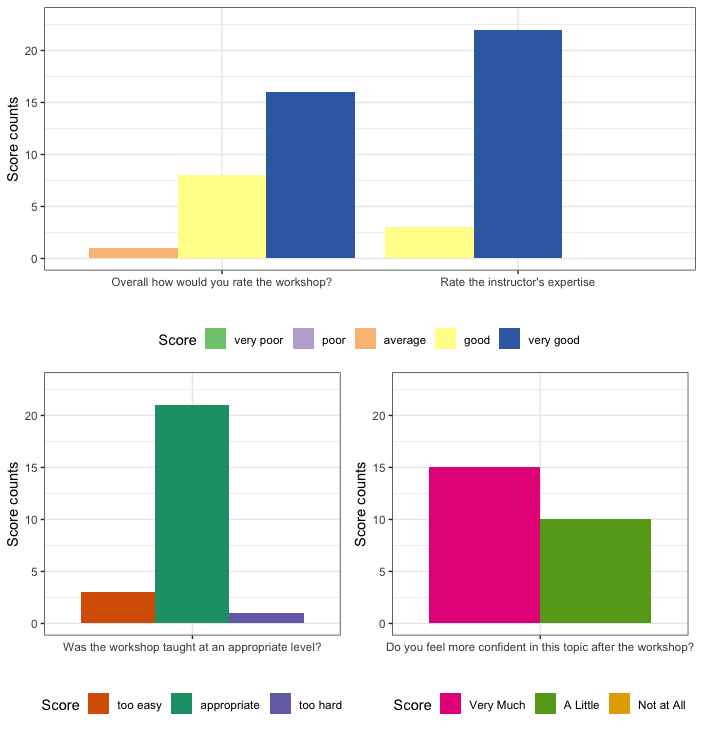 Score counts
20
15
10
5
0
Overall how would you rate the workshop? Rate the instructor's expertise
Score very poor poor average good very good
Score counts
20
15
10
5
0
Was the workshop taught at an appropriate level?
Score too easy appropriate too hard
Score counts
20
15
10
5
0
Do you feel more confident in this topic after the workshop?
Score Very Much A Little Not at All